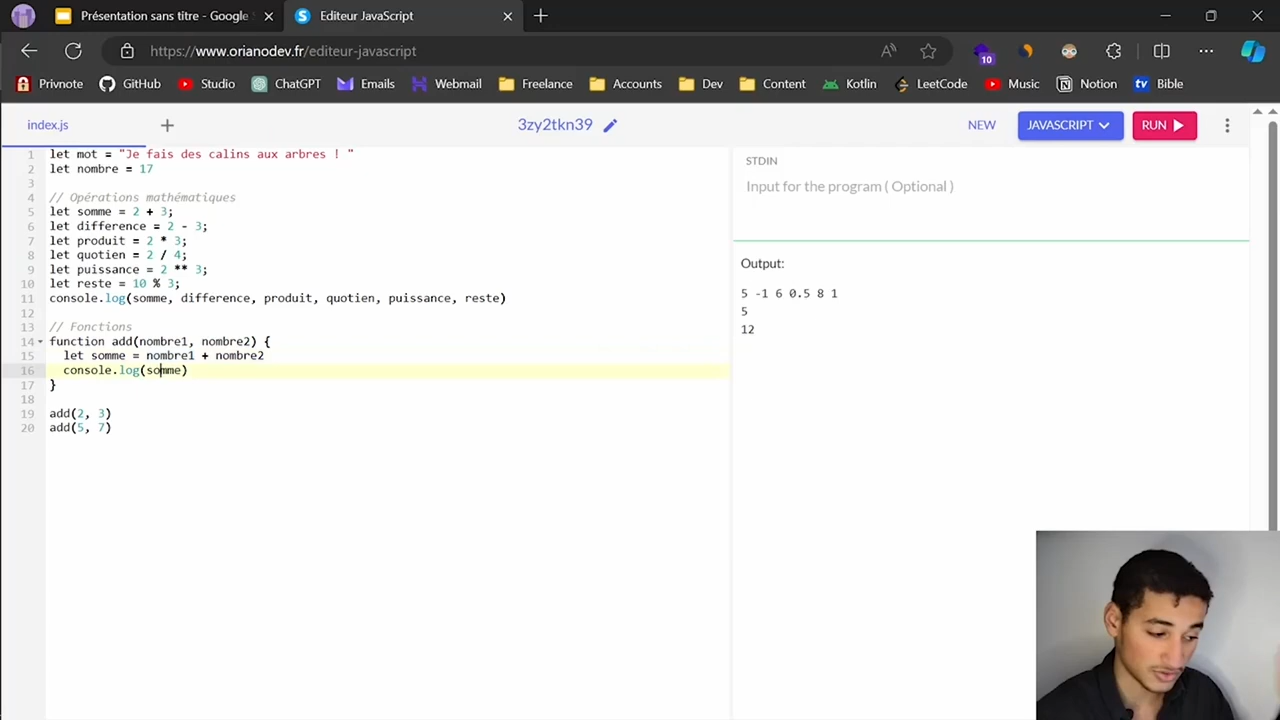 Présentation sans titre - Google
Editeur JavaScript
https://www.orianodev.fr/editeur-javascript
10
Privnote
GitHub
Studio
ChatGPT
Emails
Webmail
Freelance
Accounts
Dev
Content
Kotlin
LeetCode
Music
Notion
tv
Bible
index.js
3zy2tkn39
NEW
JAVASCRIPT
RUN
1 let mot = "Je fais des calins aux arbres ! "
2 let nombre = 17
3
4 // Opérations mathématiques
5 let somme = 2 + 3;
6 let difference = 2 - 3;
7 let produit = 2 * 3;
8 let quotien = 2 / 4;
9 let puissance = 2 ** 3;
10 let reste = 10 % 3;
11 console.log(somme, difference, produit, quotien, puissance, reste)
12
13 // Fonctions
14 function add(nombre1, nombre2) {
15 let somme = nombre1 + nombre2
16 console.log(somme)
17 }
18
19 add(2, 3)
20 add(5, 7)
STDIN
Input for the program ( Optional )
Output:
5 -1 6 0.5 8 1
5
12